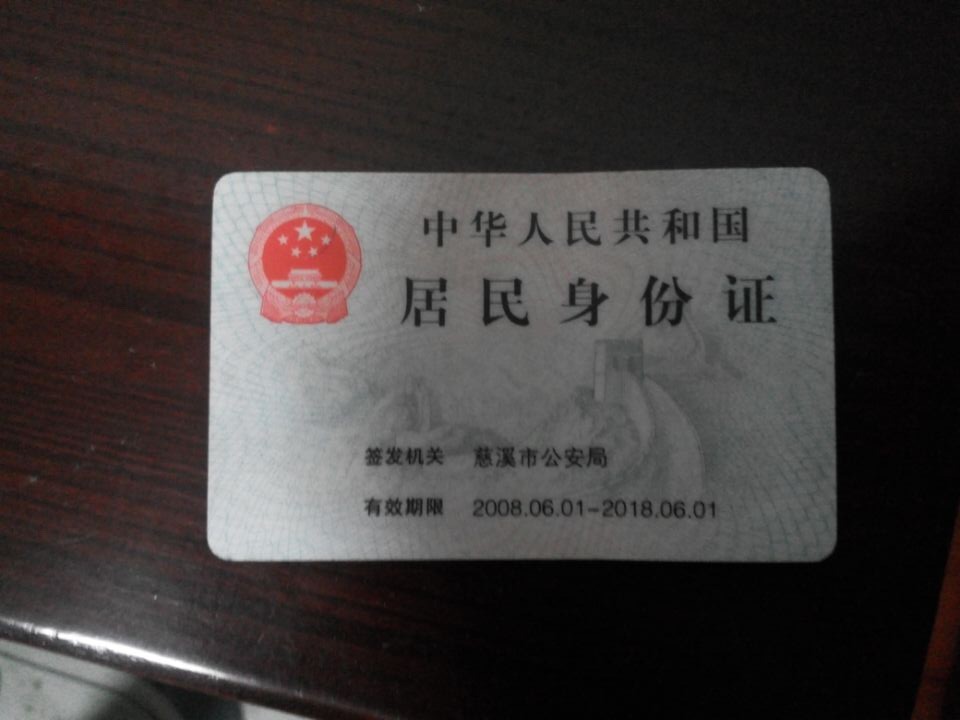 中华人民共和国
居民身份证
签发机关 慈溪市公安局
有效期限 2008.06.01-2018.06.01